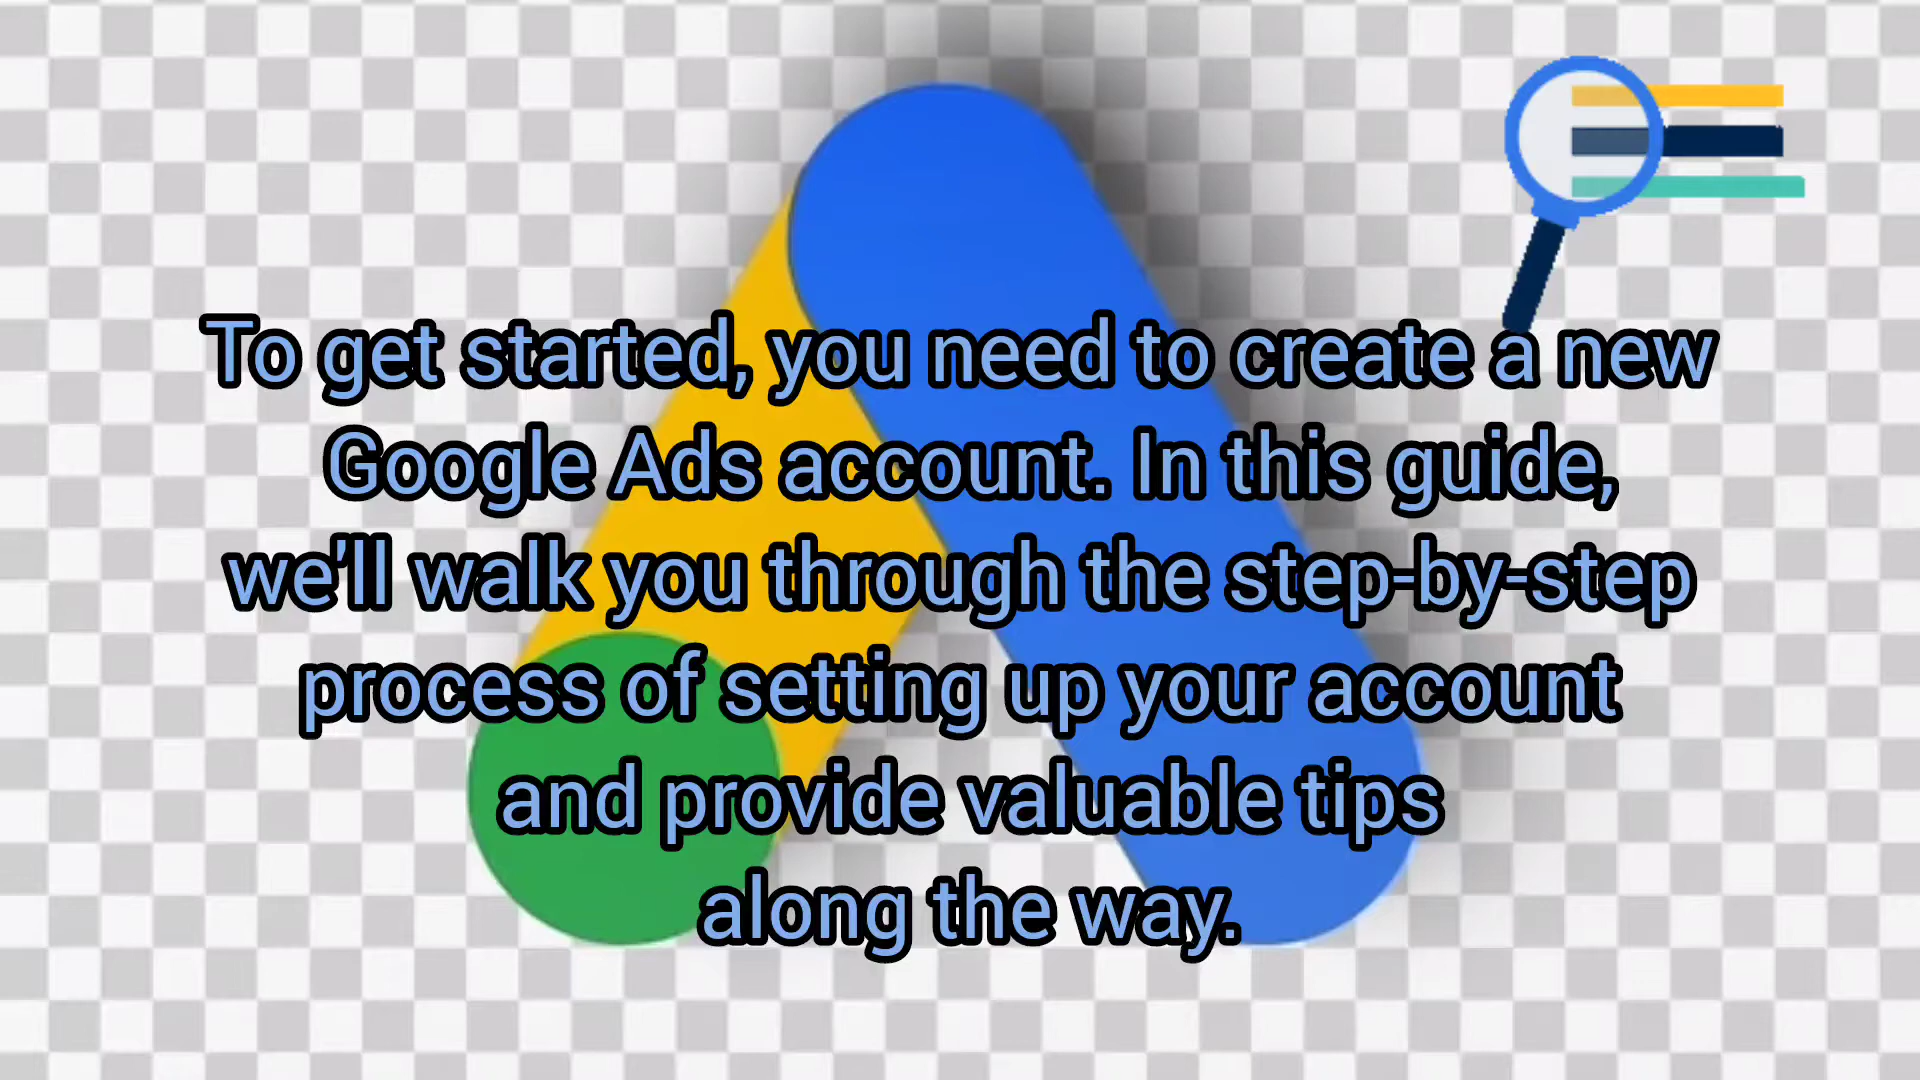 To get started, you need to create a new
Google Ads account. In this guide,
we'll walk you through the step-by-step
process of setting up your account
and provide valuable tips
along the way.